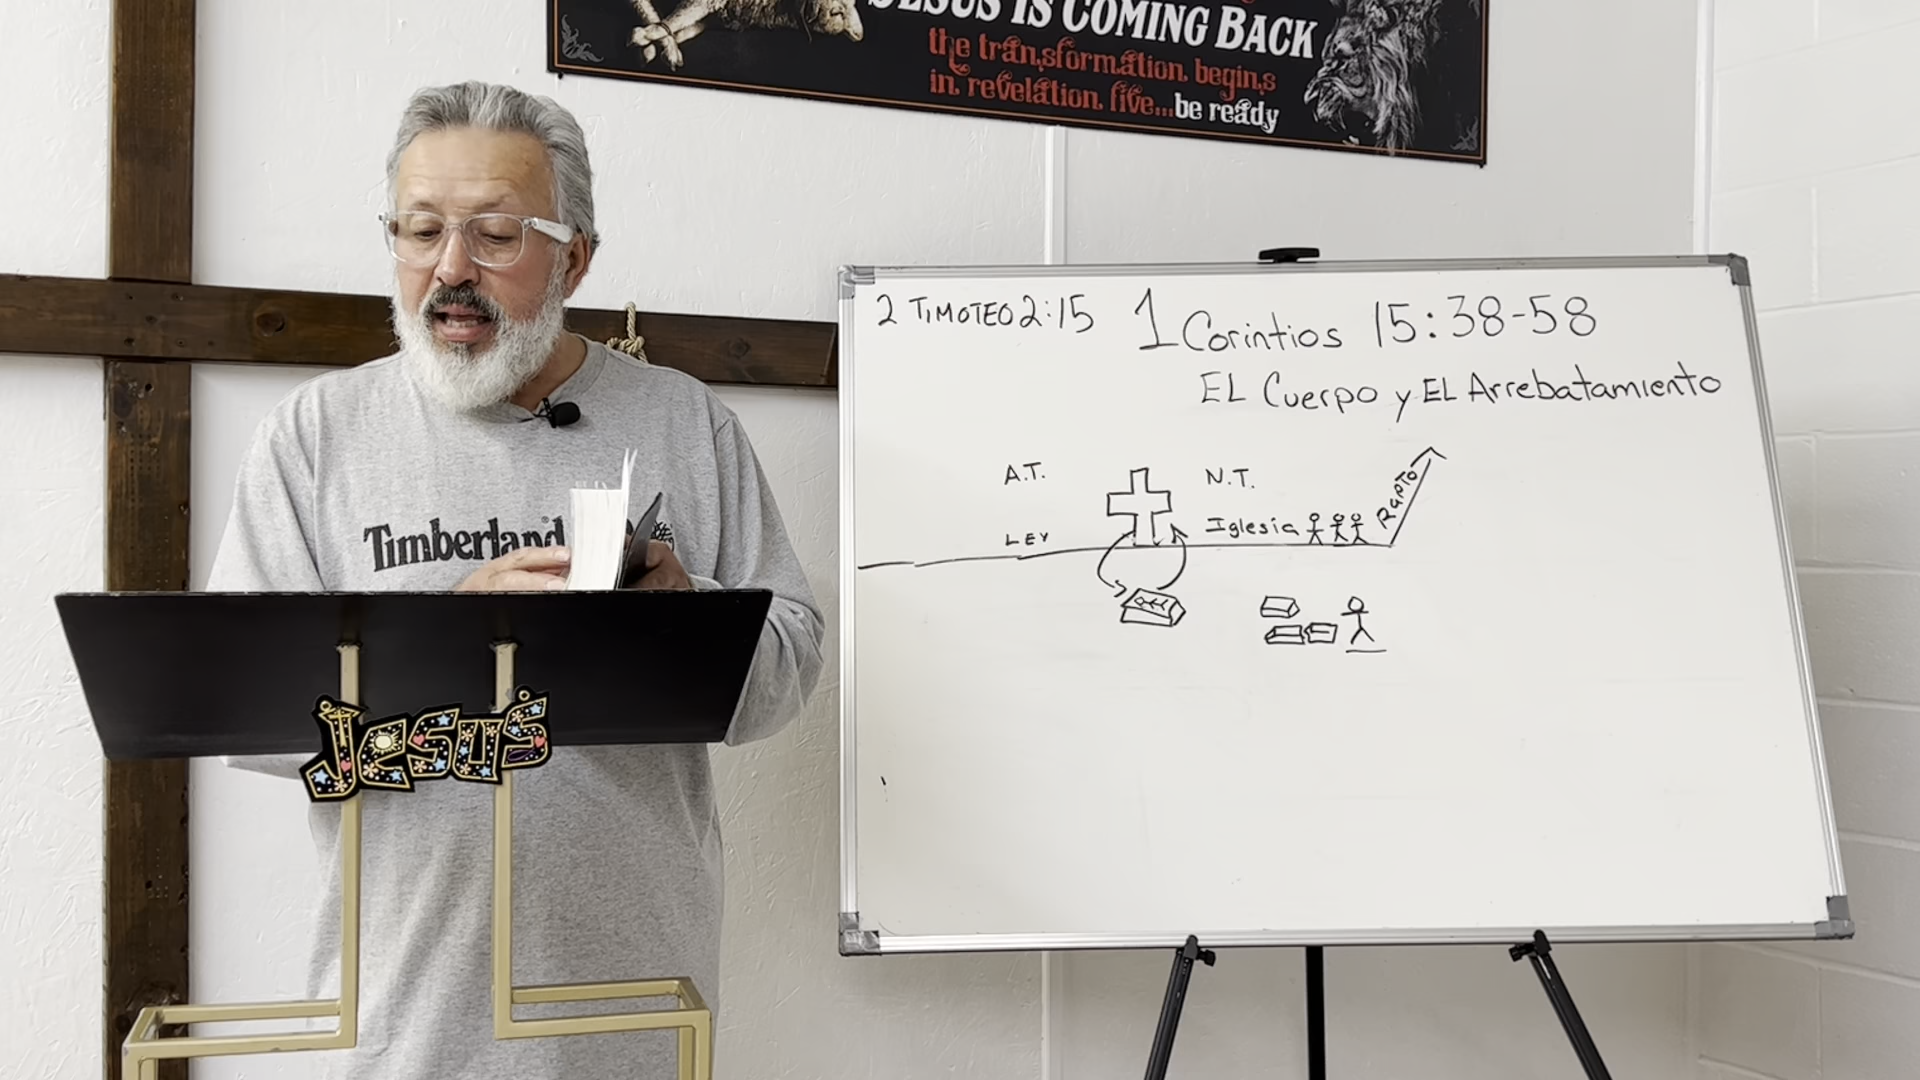 JESUS IS COMING BACK
the transformation begins
in revelation five...be ready
2 TIMOTEO 2:15
1 Corintios 15:38-58
EL Cuerpo y EL Arrebatamiento
A.T.
N.T.
LEY
Iglesia
Rapto
Timberland
Jesus